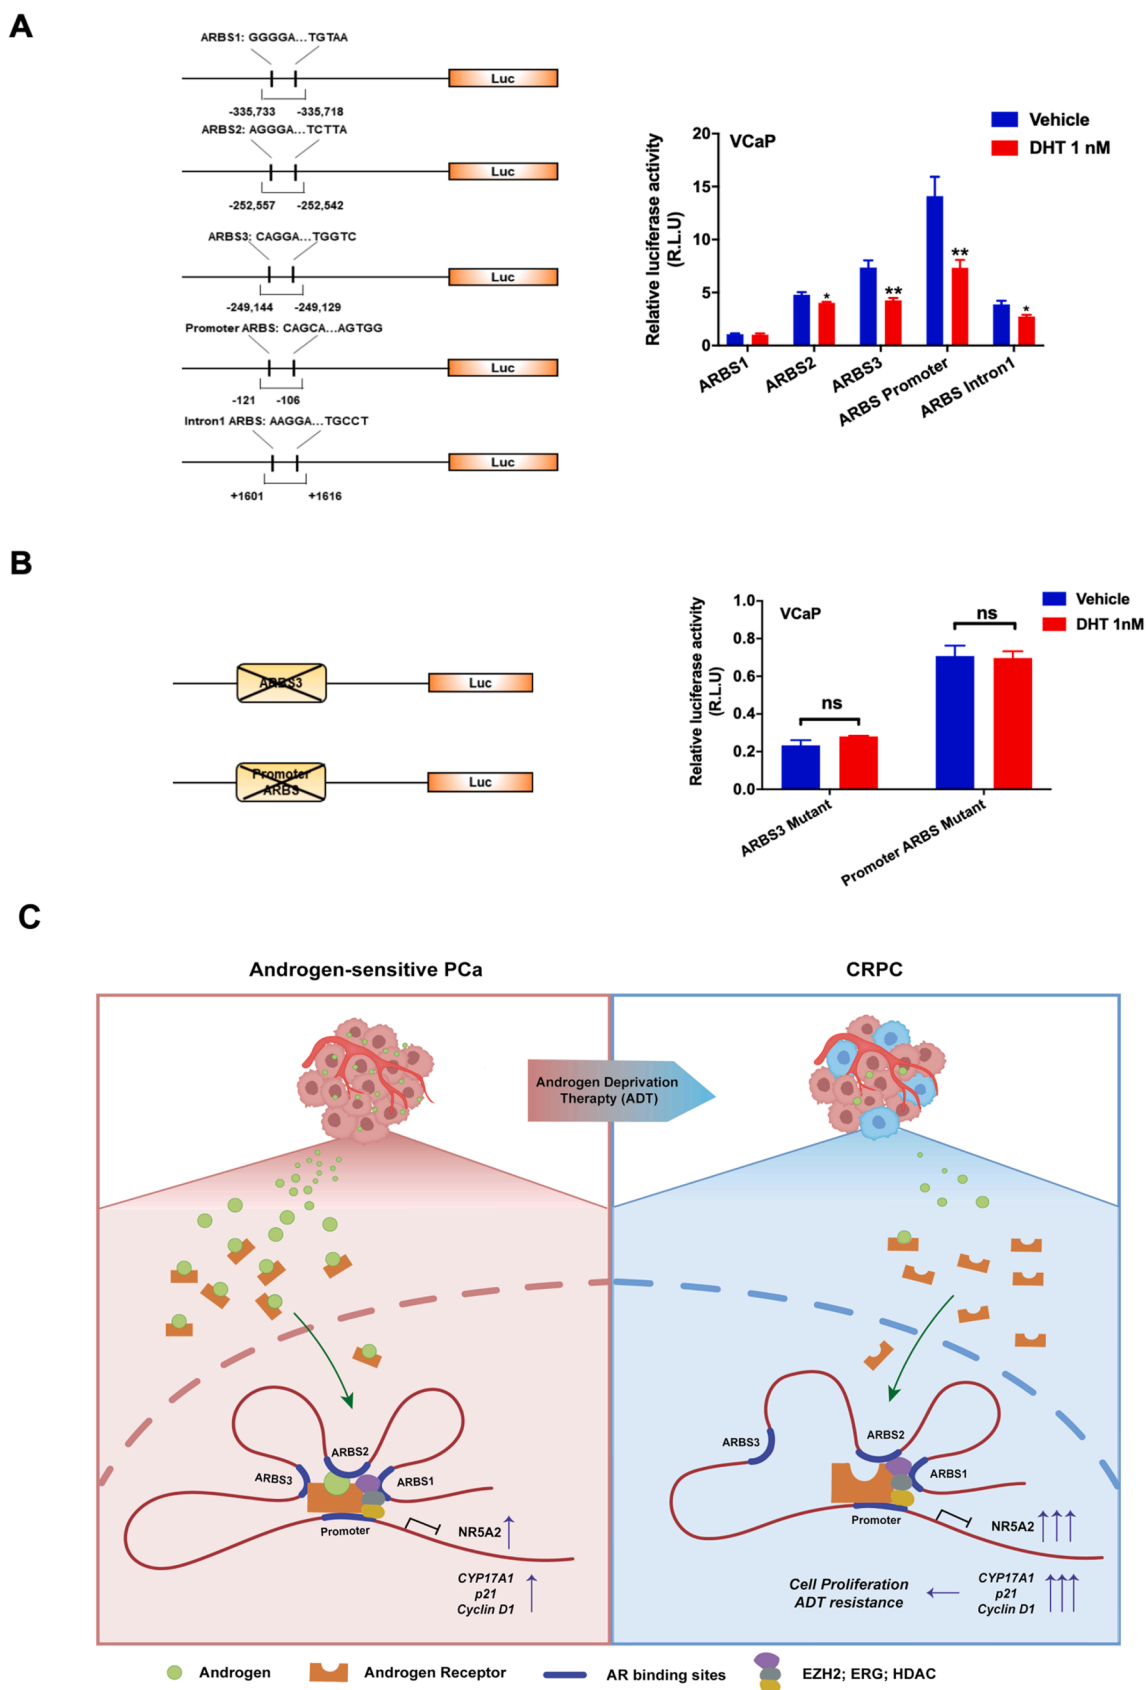 A
ARBS1: GGGGA...TGTAA
Luc
-335,733 -335,718
ARBS2: AGGGA...TCTTA
Luc
-252,557 -252,542
ARBS3: CAGGA...TGGTC
Luc
-249,144 -249,129
Promoter ARBS: CAGCA...AGTGG
Luc
-121 -106
Intron1 ARBS: AAGGA...TGCCT
Luc
+1601 +1616
Vehicle
DHT 1 nM
VCaP
Relative luciferase activity
(R.L.U)
20
15
10
5
0
*
**
**
*
ARBS1
ARBS2
ARBS3
ARBS Promoter
ARBS Intron1
B
ARBS3
Luc
Promoter
ARBS
Luc
Vehicle
DHT 1nM
VCaP
Relative luciferase activity
(R.L.U)
1.0
0.8
0.6
0.4
0.2
0.0
ns
ns
ARBS3 Mutant
Promoter ARBS Mutant
C
Androgen-sensitive PCa
CRPC
Androgen Deprivation
Therapty (ADT)
ARBS2
ARBS3
ARBS1
Promoter
NR5A2
CYP17A1
p21
Cyclin D1
ARBS3
ARBS2
ARBS1
Promoter
NR5A2
Cell Proliferation
ADT resistance
CYP17A1
p21
Cyclin D1
Androgen
Androgen Receptor
AR binding sites
EZH2; ERG; HDAC